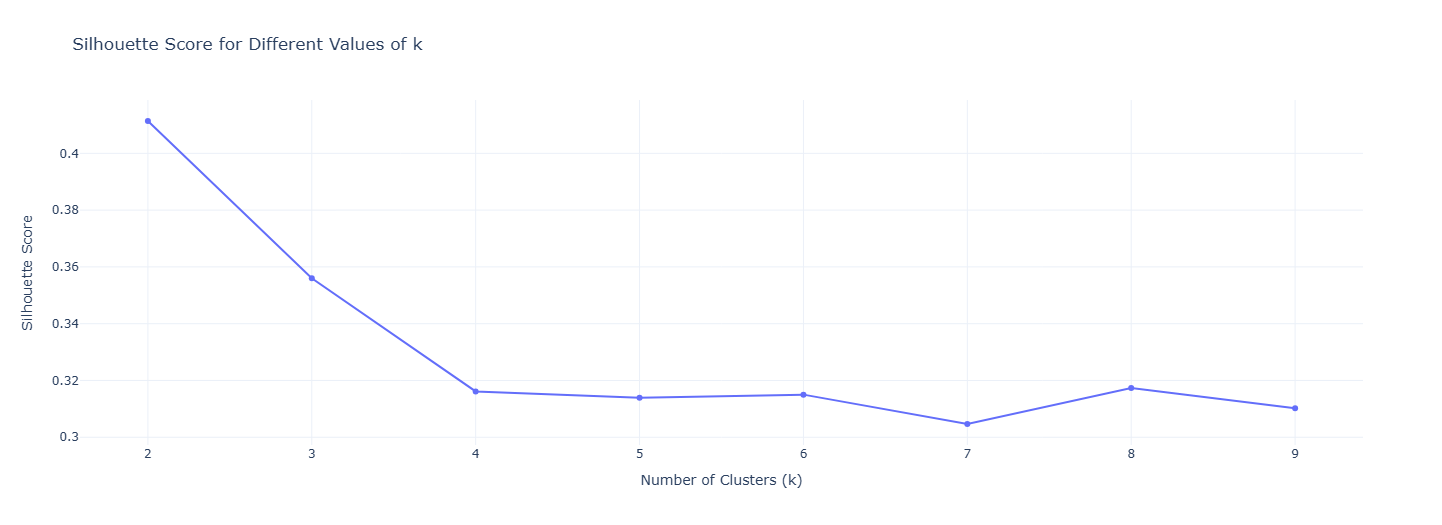 Silhouette Score for Different Values of k
Silhouette Score
0.4
0.38
0.36
0.34
0.32
0.3
2 3 4 5 6 7 8 9
Number of Clusters (k)